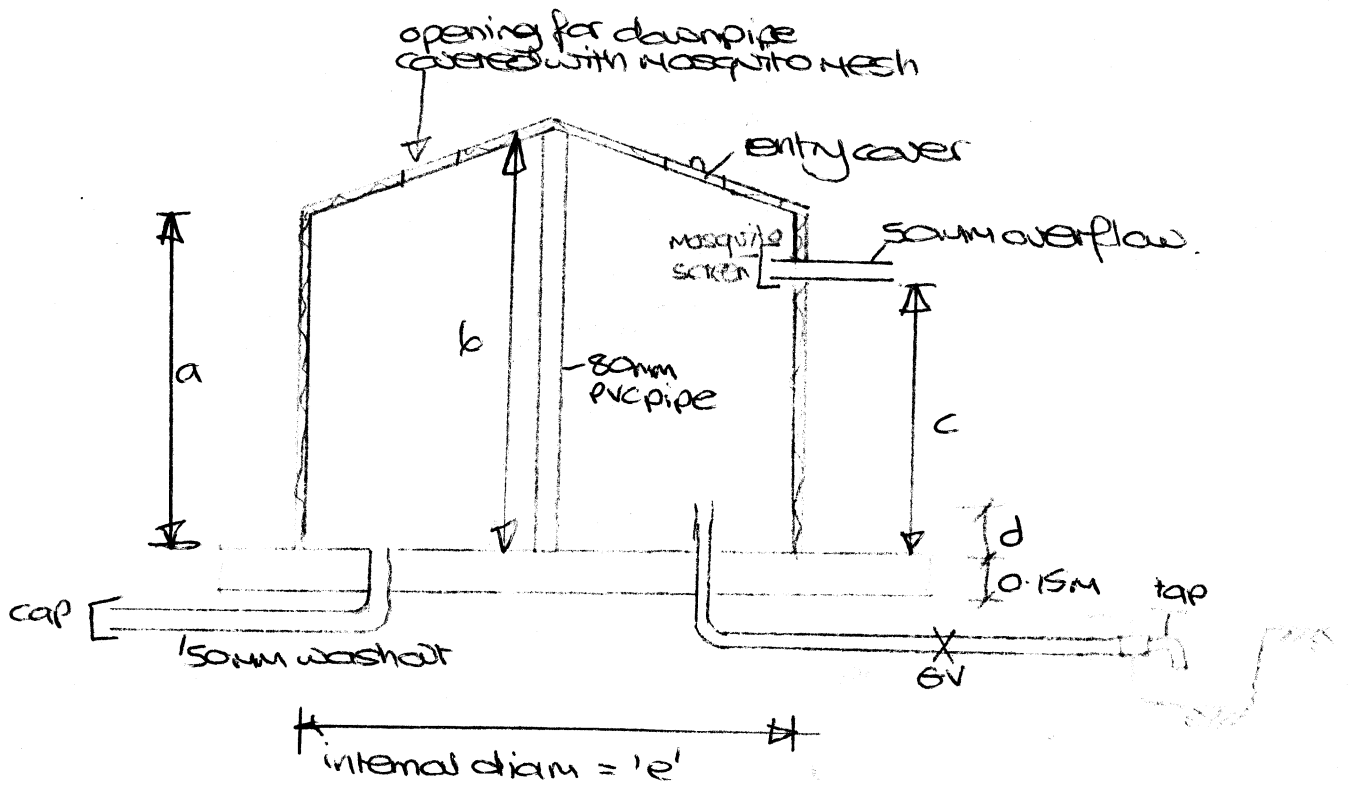 opening for downpipe
covered with mosquito mesh
entry cover
mosquito
screen
50mm overflow.
a
b
80mm
PVC pipe
c
d
0.15m
tap
cap
50mm washout
GV
internal diam = 'e'